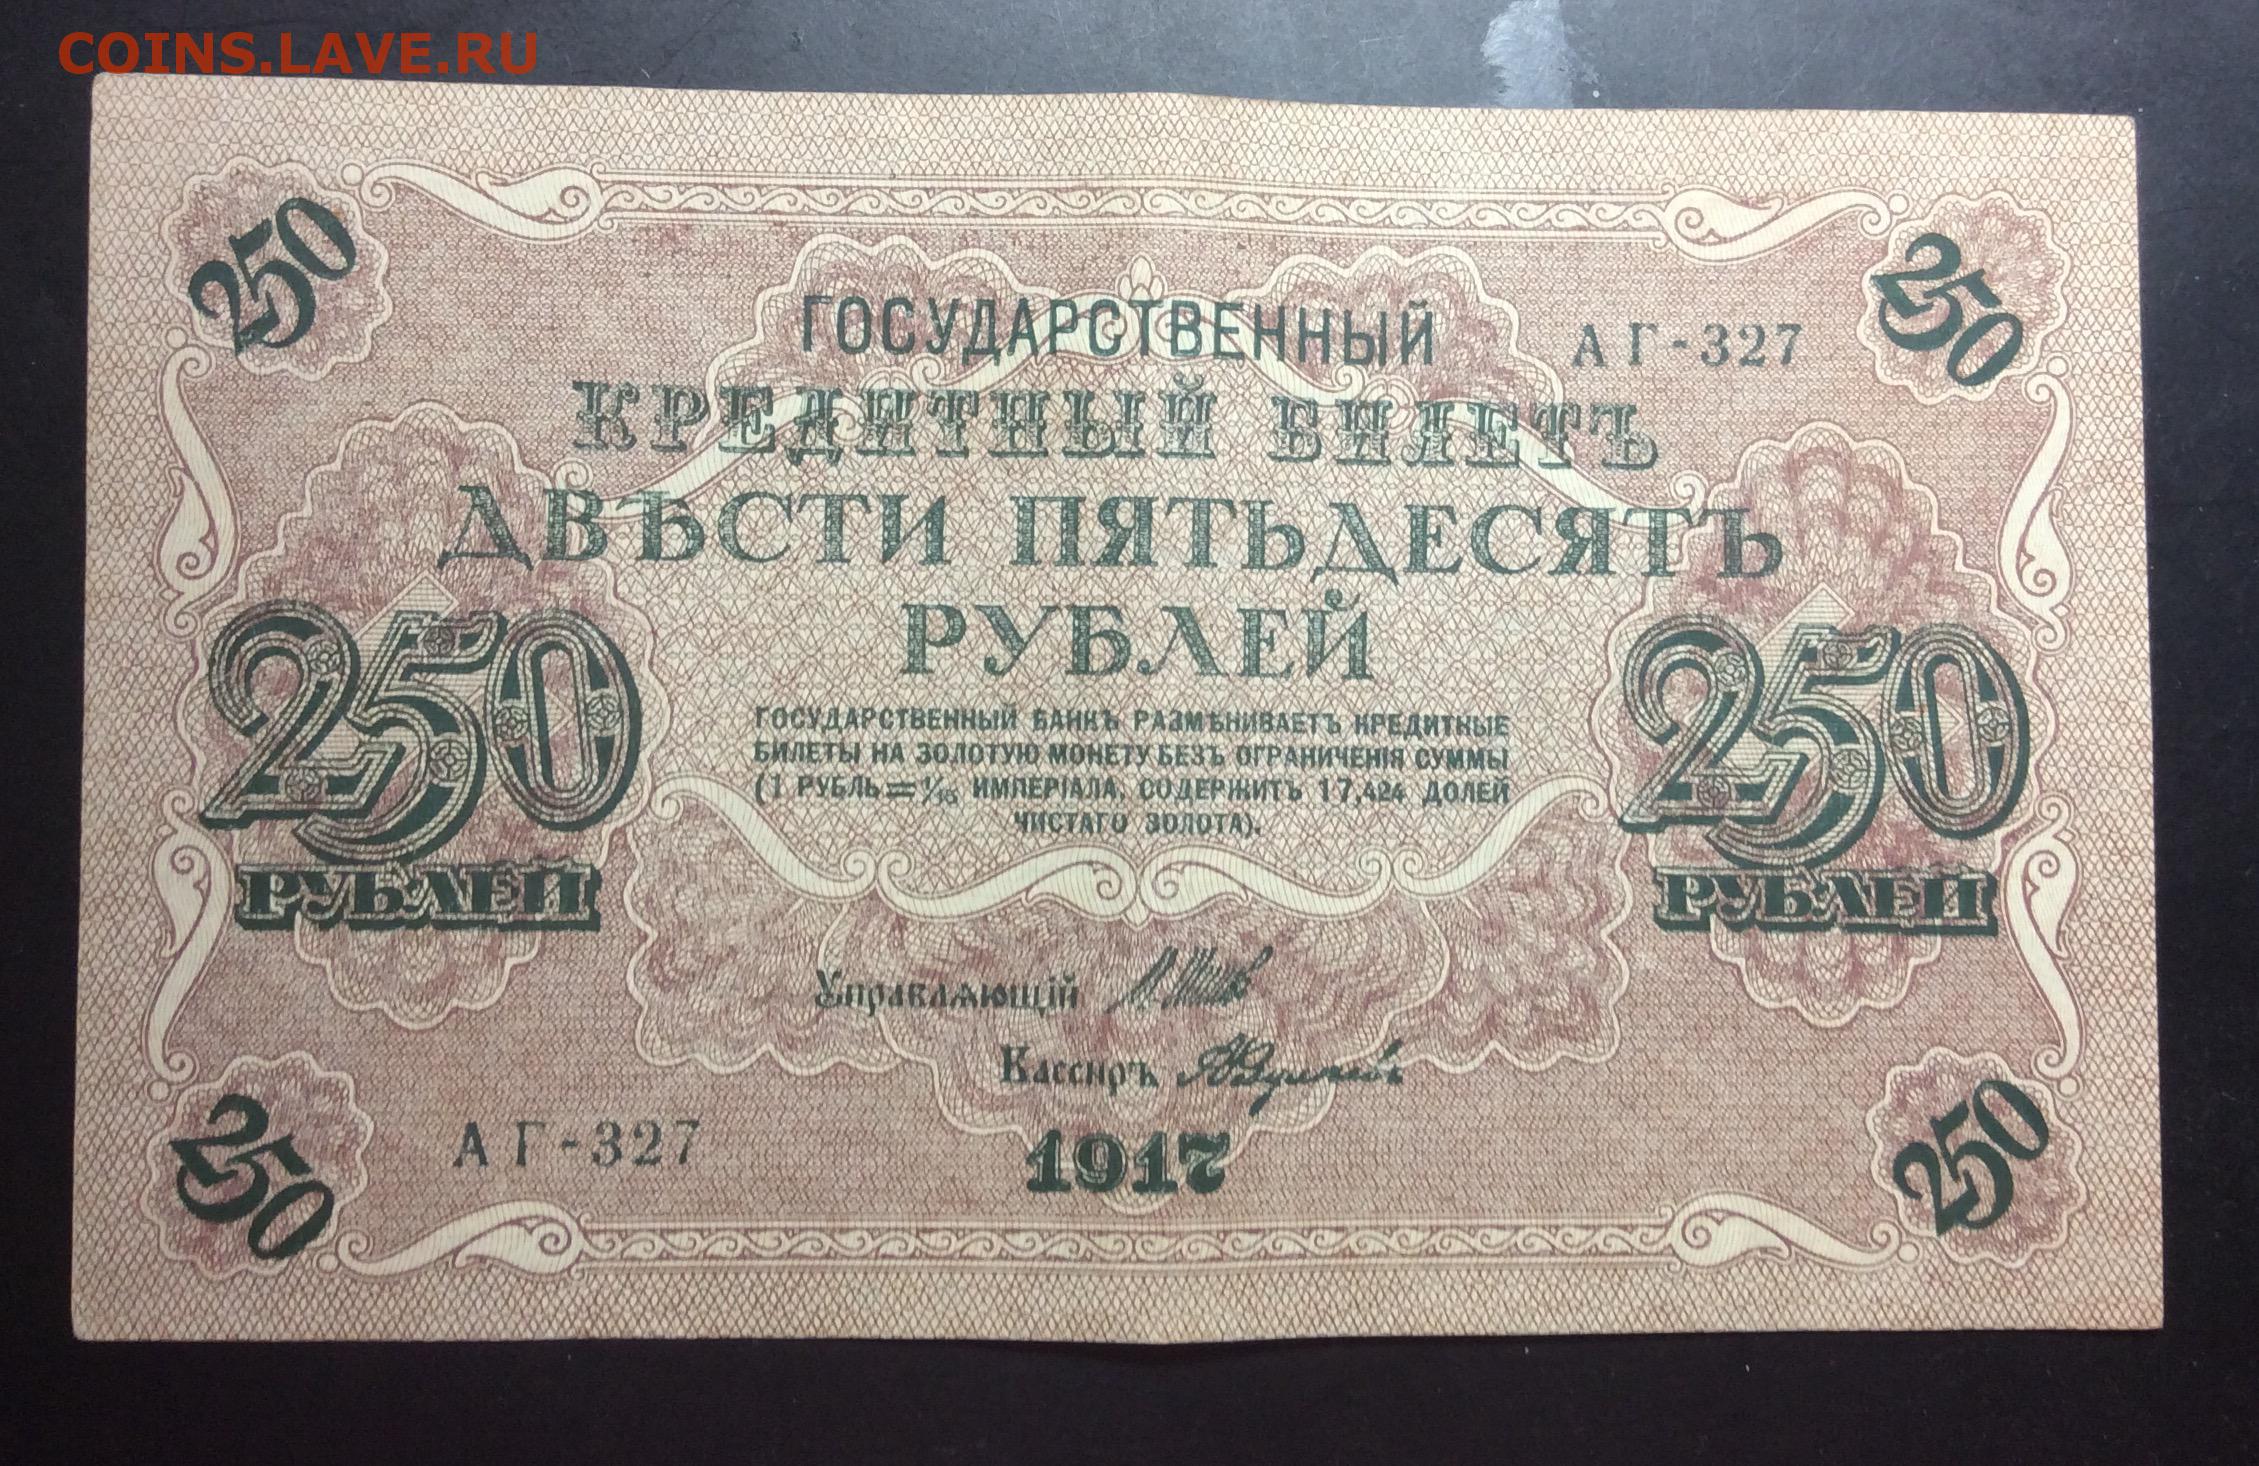 COINS.LAVE.RU
250
250
ГОСУДАРСТВЕННЫЙ
АГ-327
КРЕДИТНЫЙ БИЛЕТЪ
ДВѢСТИ ПЯТЬДЕСЯТЪ
РУБЛЕЙ
250
РУБЛЕЙ
250
РУБЛЕЙ
ГОСУДАРСТВЕННЫЙ БАНКЪ РАЗМѢНИВАЕТЪ КРЕДИТНЫЕ
БИЛЕТЫ НА ЗОЛОТУЮ МОНЕТУ БЕЗЪ ОГРАНИЧЕНІЯ СУММЫ
(1 РУБЛЬ=1/15 ИМПЕРІАЛА, СОДЕРЖИТЪ 17,424 ДОЛЕЙ
ЧИСТАГО ЗОЛОТА).
Управляющій
Кассиръ
АГ-327
1917
250
250